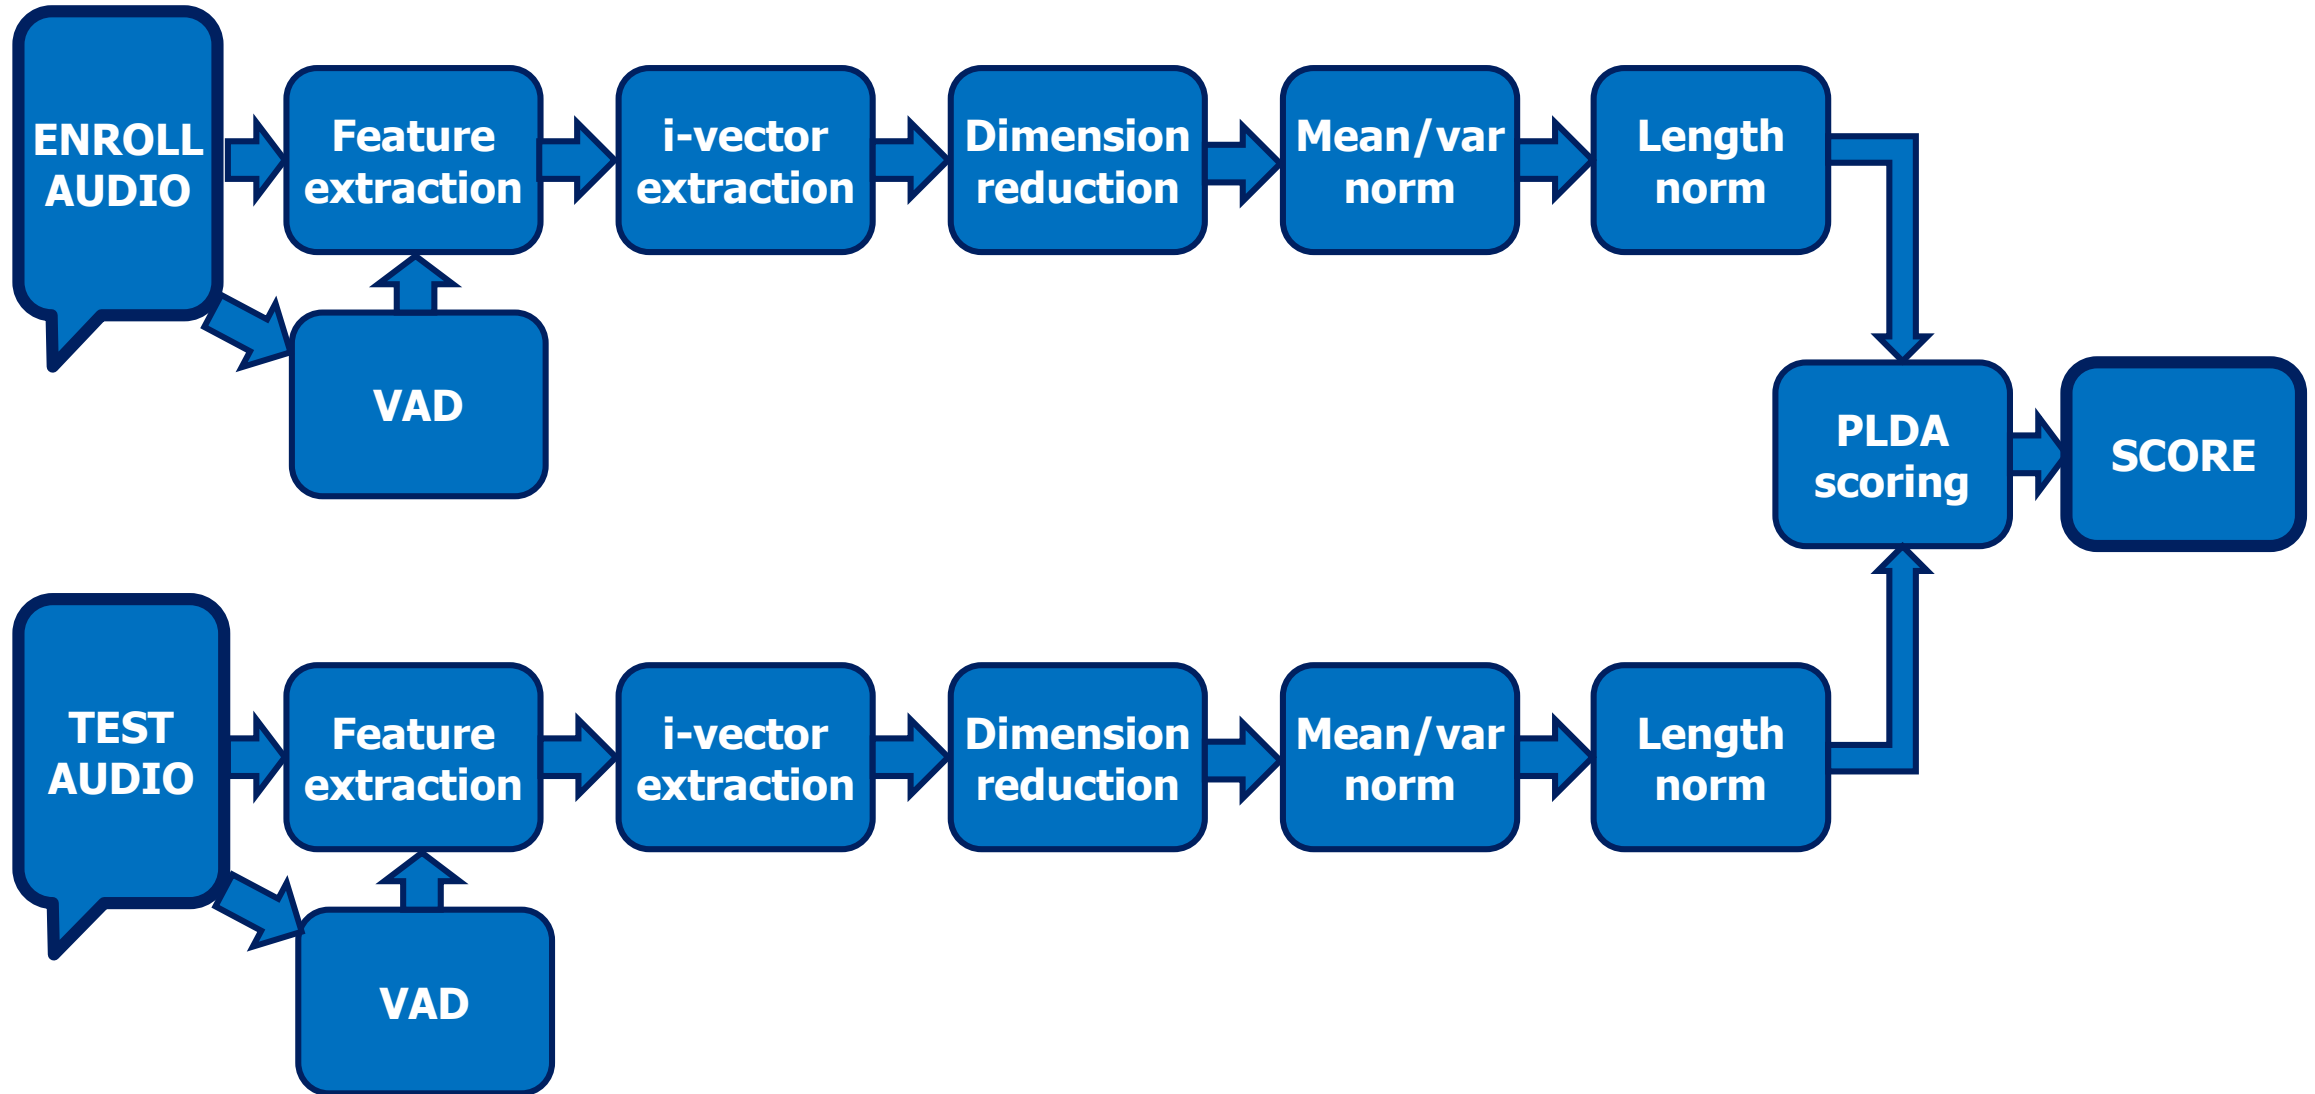 ENROLL
AUDIO
Feature
extraction
i-vector
extraction
Dimension
reduction
Mean/var
norm
Length
norm
VAD
PLDA
scoring
SCORE
TEST
AUDIO
Feature
extraction
i-vector
extraction
Dimension
reduction
Mean/var
norm
Length
norm
VAD